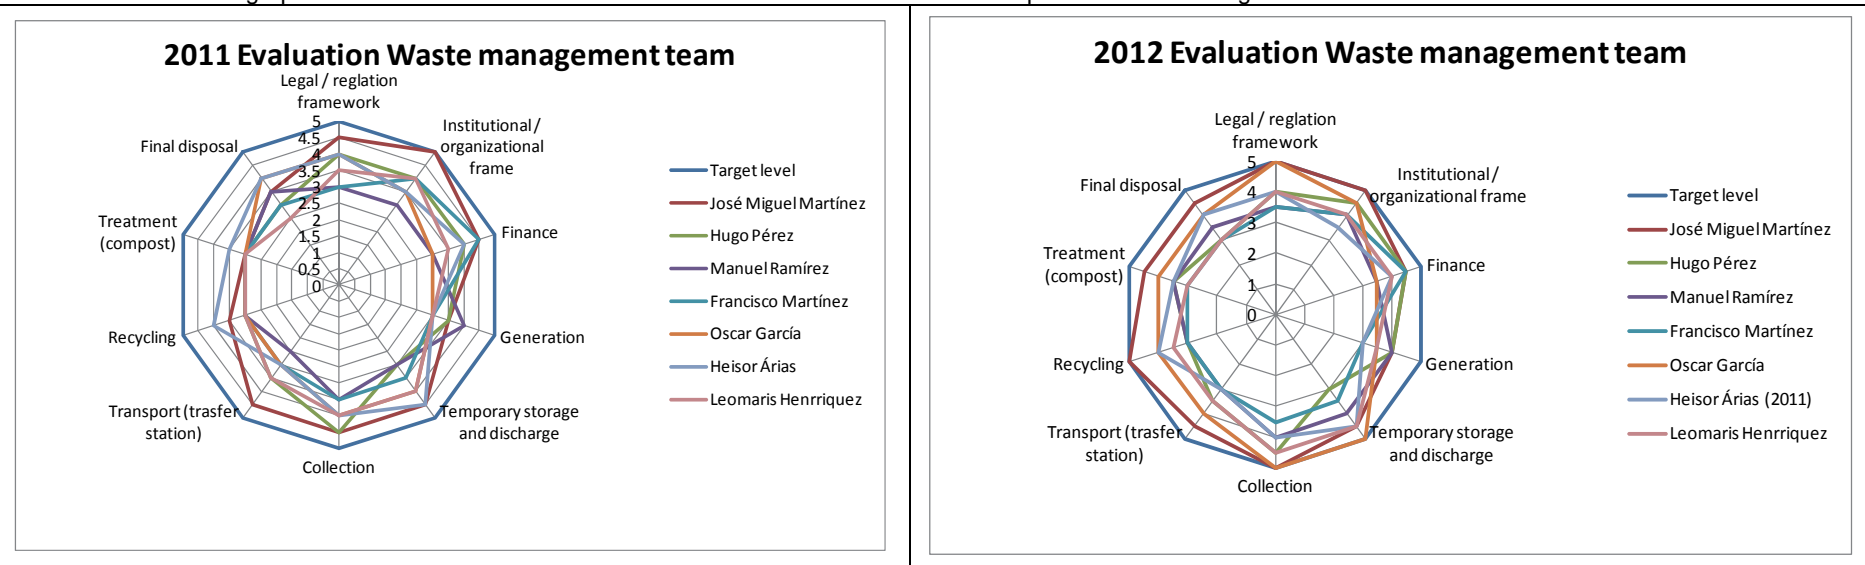 2011 Evaluation Waste management team
Legal / reglation
framework
Institutional /
organizational
frame
Finance
Generation
Temporary storage
and discharge
Collection
Transport (trasfer
station)
Recycling
Treatment
(compost)
Final disposal
5
4.5
4
3.5
3
2.5
2
1.5
1
0.5
0
Target level
José Miguel Martínez
Hugo Pérez
Manuel Ramírez
Francisco Martínez
Oscar García
Heisor Árias
Leomaris Henrriquez
2012 Evaluation Waste management team
Legal / reglation
framework
Institutional /
organizational frame
Finance
Generation
Temporary storage
and discharge
Collection
Transport (trasfer
station)
Recycling
Treatment
(compost)
Final disposal
5
4
3
2
1
0
Target level
José Miguel Martínez
Hugo Pérez
Manuel Ramírez
Francisco Martínez
Oscar García
Heisor Árias (2011)
Leomaris Henrriquez